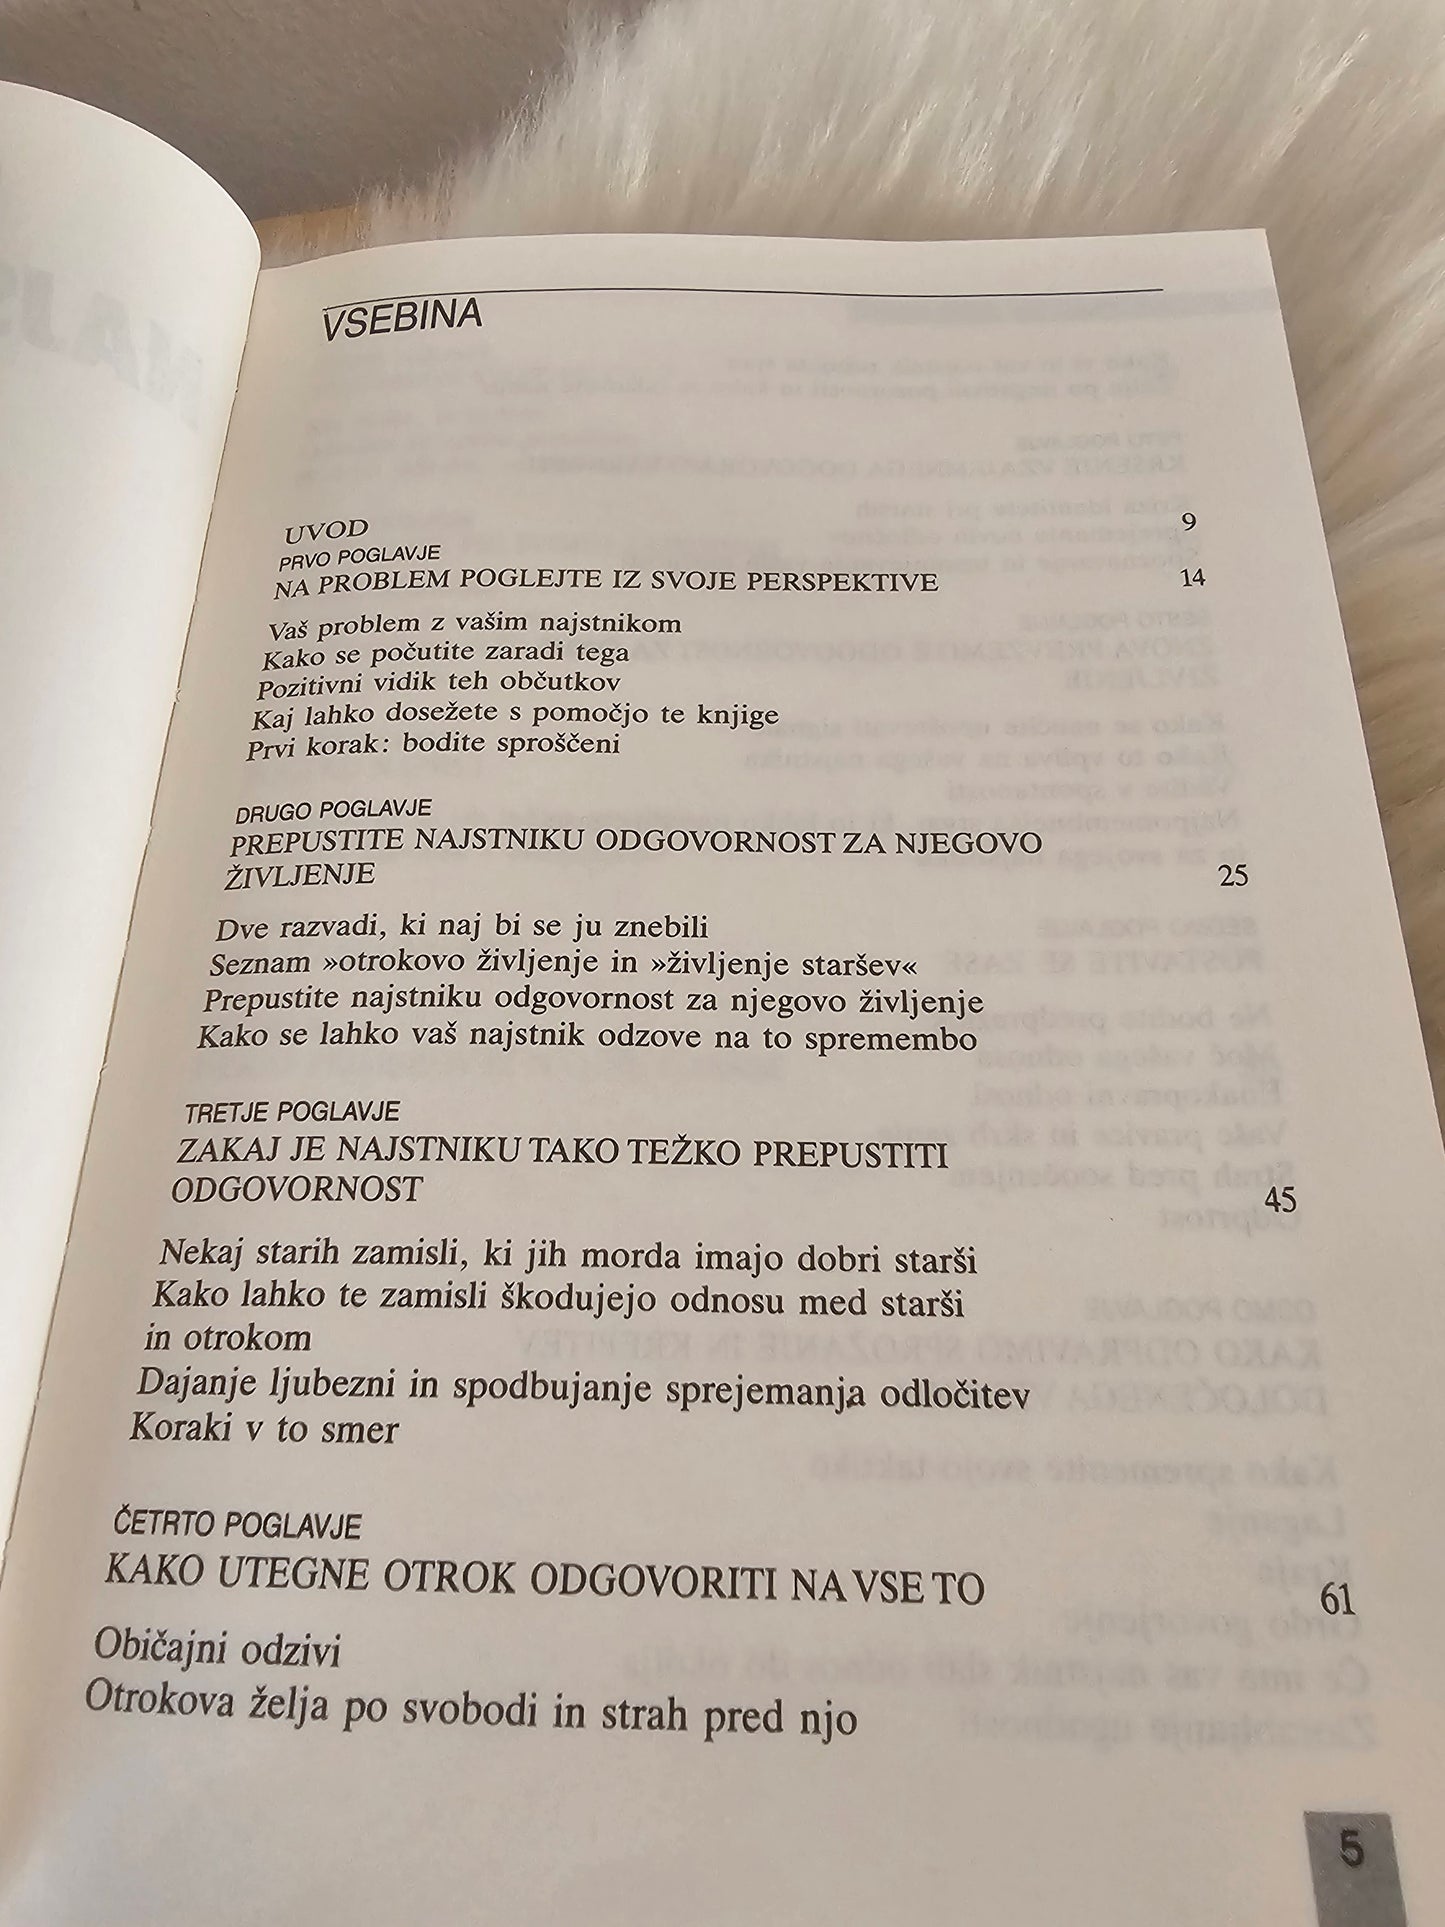 VSEBINA
UVOD 9
PRVO POGLAVJE
NA PROBLEM POGLEJTE IZ SVOJE PERSPEKTIVE 14
Vaš problem z vašim najstnikom
Kako se počutite zaradi tega
Pozitivni vidik teh občutkov
Kaj lahko dosežete s pomočjo te knjige
Prvi korak: bodite sproščeni
DRUGO POGLAVJE
PREPUSTITE NAJSTNIKU ODGOVORNOST ZA NJEGOVO
ŽIVLJENJE 25
Dve razvadi, ki naj bi se ju znebili
Seznam »otrokovo življenje in »življenje staršev«
Prepustite najstniku odgovornost za njegovo življenje
Kako se lahko vaš najstnik odzove na to spremembo
TRETJE POGLAVJE
ZAKAJ JE NAJSTNIKU TAKO TEŽKO PREPUSTITI
ODGOVORNOST 45
Nekaj starih zamisli, ki jih morda imajo dobri starši
Kako lahko te zamisli škodujejo odnosu med starši
in otrokom
Dajanje ljubezni in spodbujanje sprejemanja odločitev
Koraki v to smer
ČETRTO POGLAVJE
KAKO UTEGNE OTROK ODGOVORITI NA VSE TO 61
Običajni odzivi
Otrokova želja po svobodi in strah pred njo
5